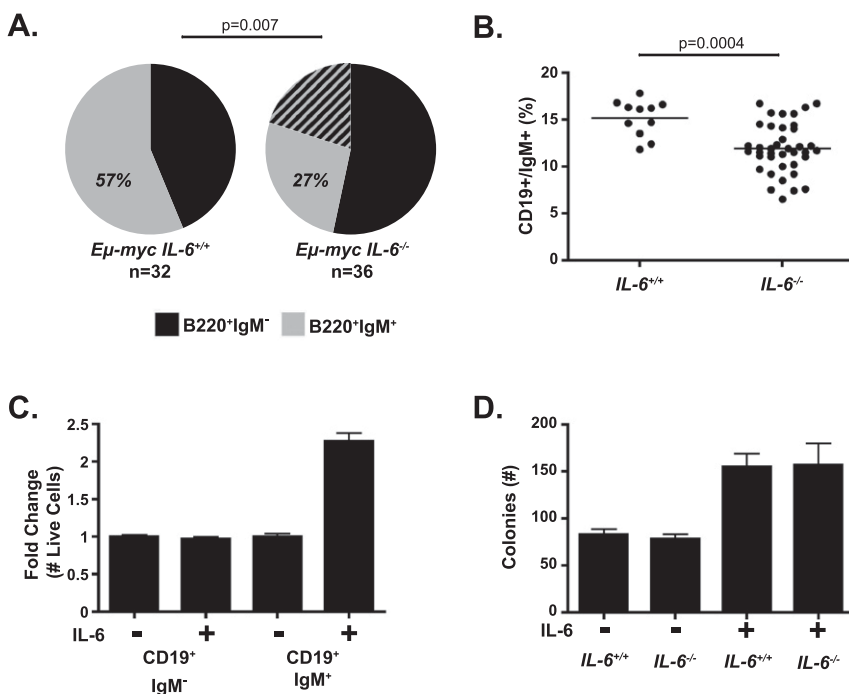 A.
p=0.007
57%
27%
Eµ-myc IL-6+/+
n=32
Eµ-myc IL-6-/-
n=36
B220+IgM-
B220+IgM+
B.
p=0.0004
CD19+/IgM+ (%)
20
15
10
5
0
IL-6+/+
IL-6-/-
C.
Fold Change
(# Live Cells)
2.5
2
1.5
1
0.5
0
IL-6
- + - +
CD19+
IgM-
CD19+
IgM+
D.
Colonies (#)
200
150
100
50
0
IL-6
- - + +
IL-6+/+ IL-6-/- IL-6+/+ IL-6-/-